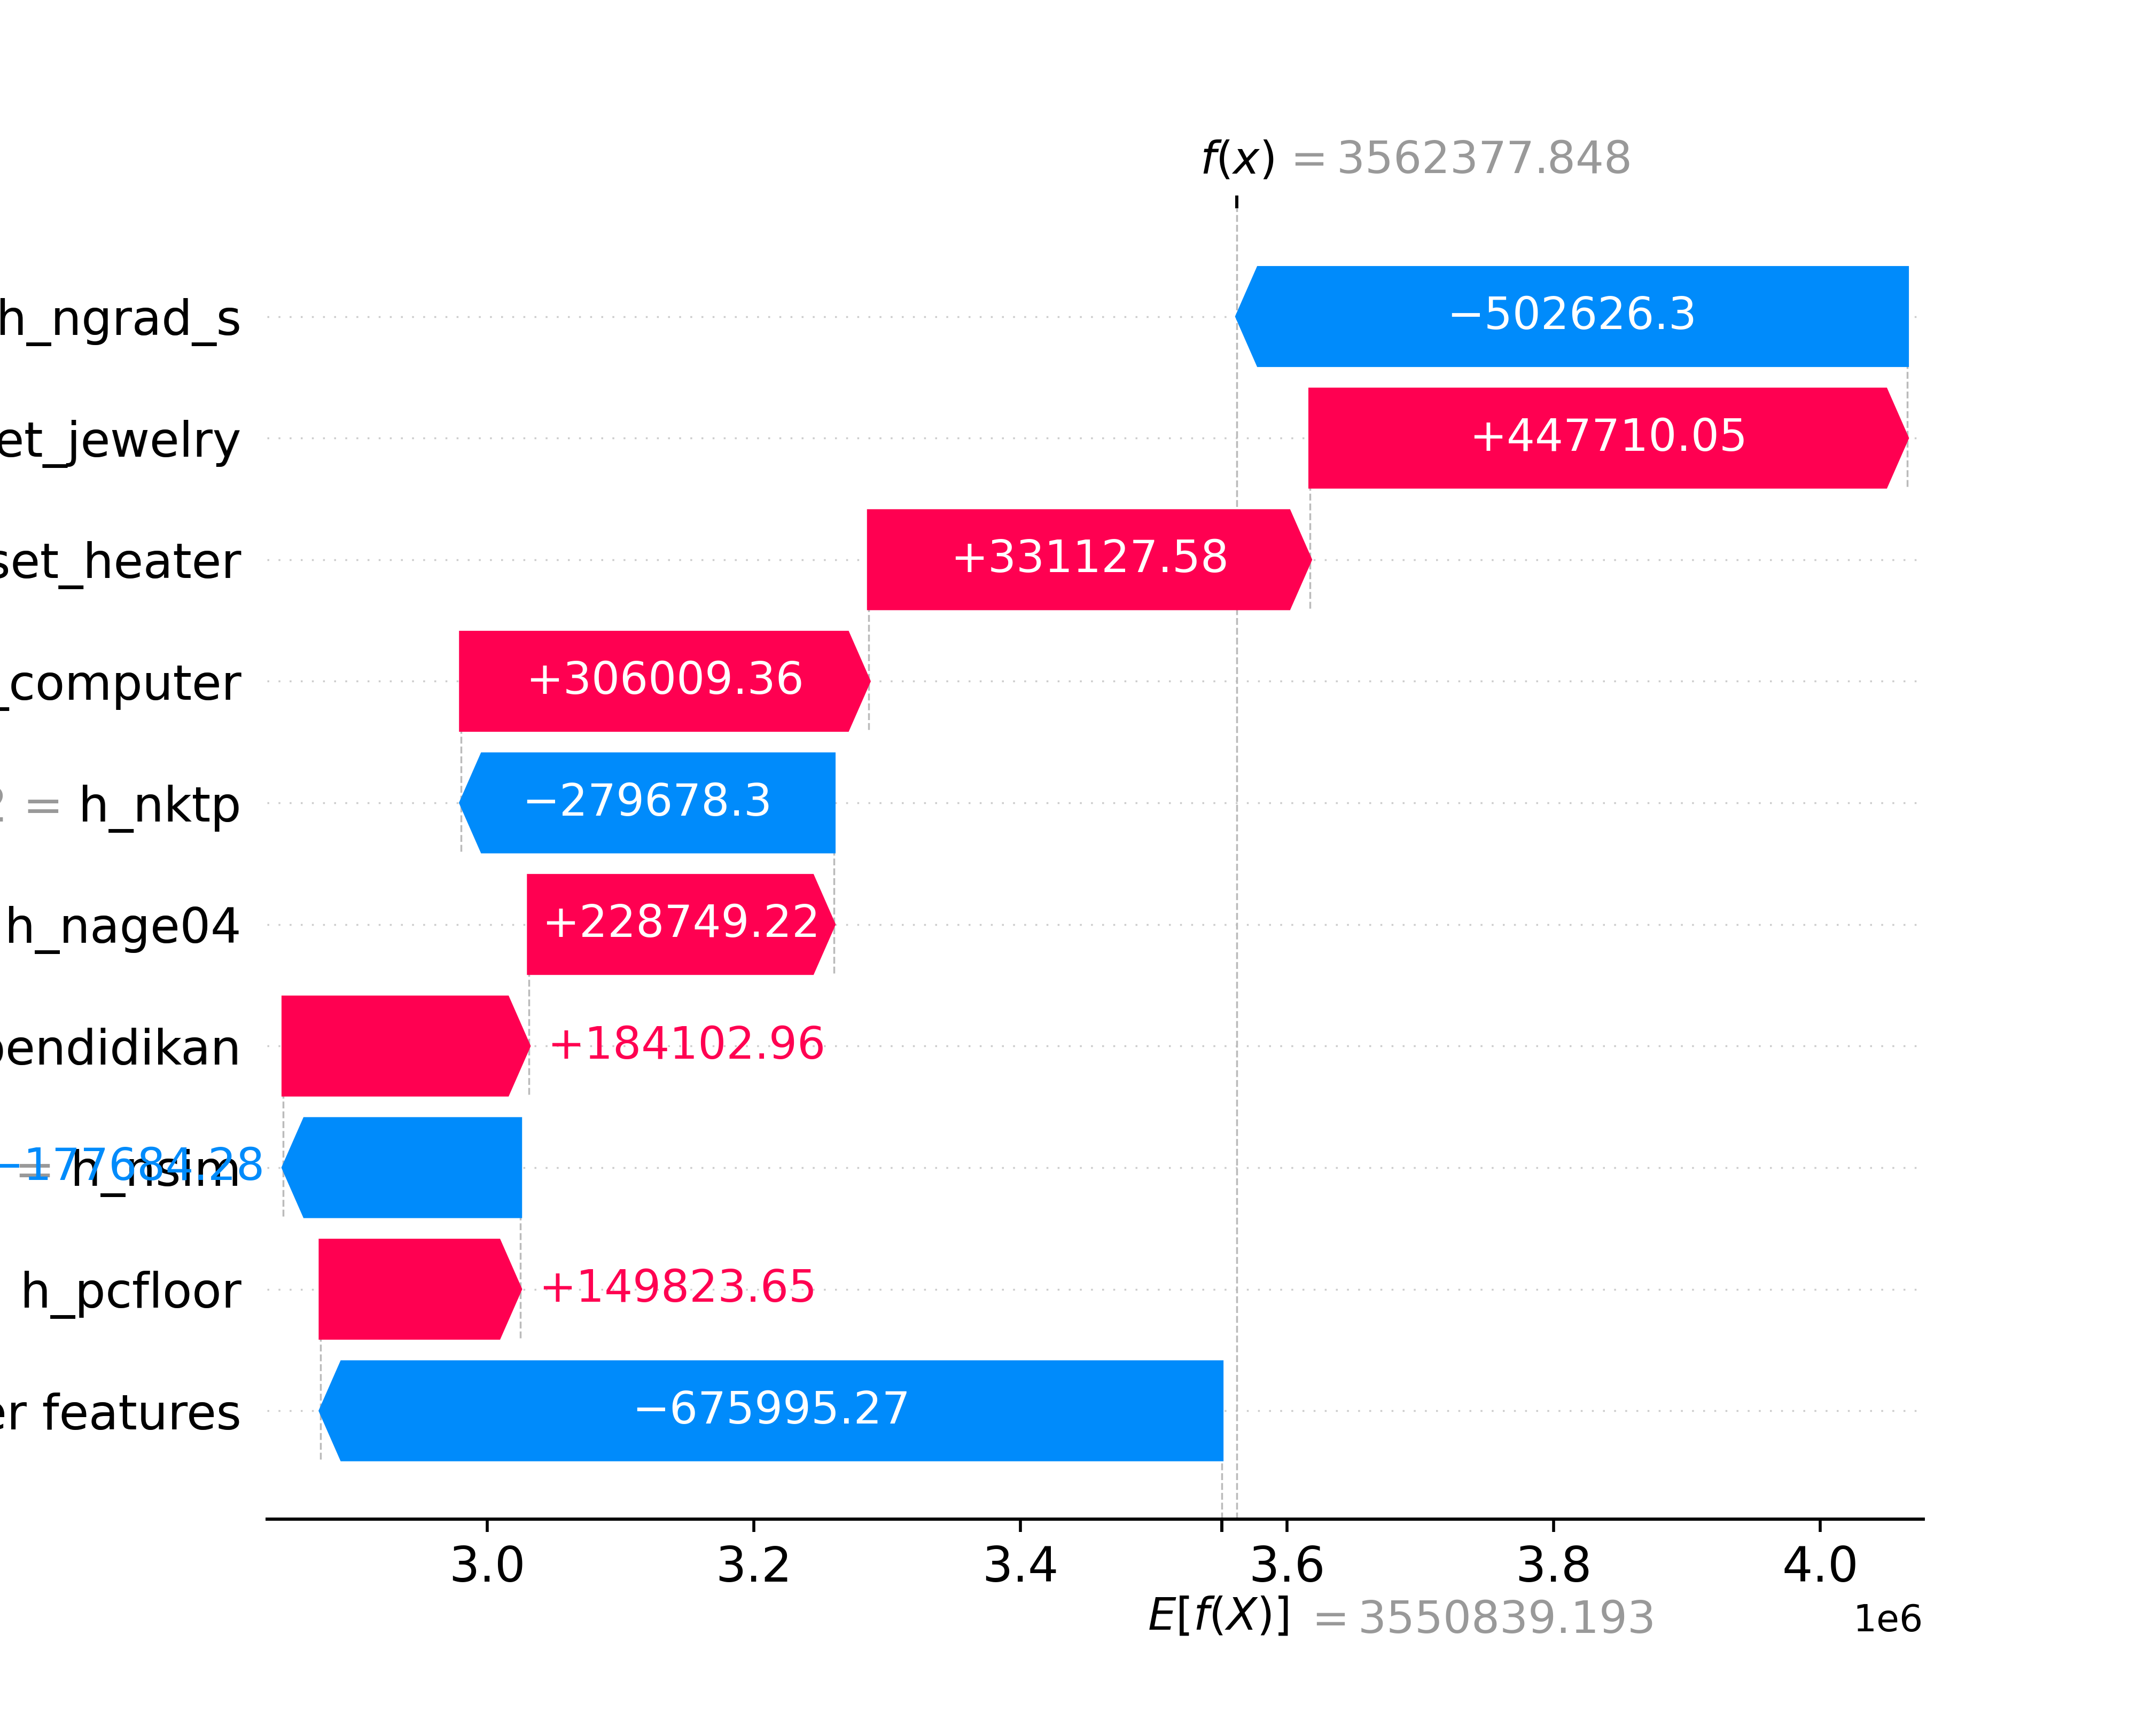 f(x) = 3562377.848
h_ngrad_s −502626.3
et_jewelry +447710.05
set_heater +331127.58
_computer +306009.36
= h_nktp −279678.3
h_nage04 +228749.22
pendidikan +184102.96
= h_nsim −177684.28
h_pcfloor +149823.65
er features −675995.27
3.0 3.2 3.4 3.6 3.8 4.0
E[f(X)] = 3550839.193
1e6